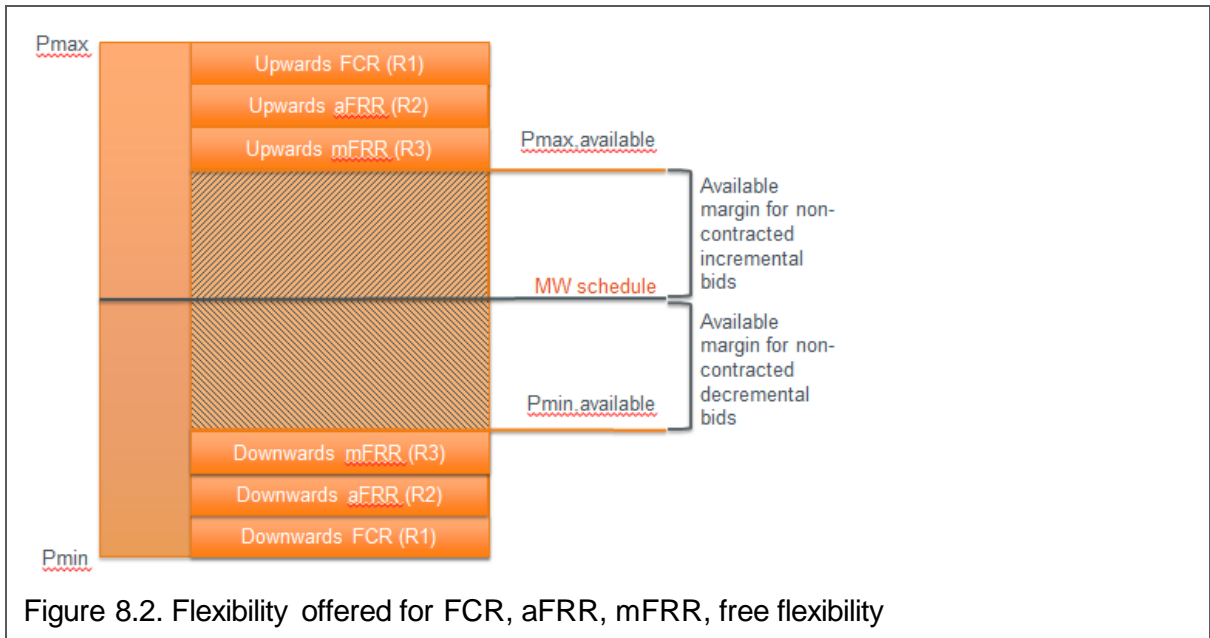 Pmax
Upwards FCR (R1)
Upwards aFRR (R2)
Upwards mFRR (R3)
Pmax,available
Available
margin for non-
contracted
incremental
bids
MW schedule
Available
margin for non-
contracted
decremental
bids
Pmin,available
Downwards mFRR (R3)
Downwards aFRR (R2)
Downwards FCR (R1)
Pmin
Figure 8.2. Flexibility offered for FCR, aFRR, mFRR, free flexibility